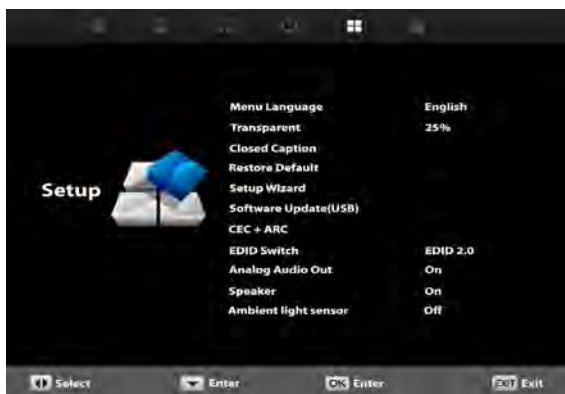 Menu Language English
Transparent 25%
Closed Caption
Restore Default
Setup Wizard
Setup
Software Update(USB)
CEC + ARC
EDID Switch EDID 2.0
Analog Audio Out On
Speaker On
Ambient light sensor Off
Select Enter OK Enter EXIT Exit